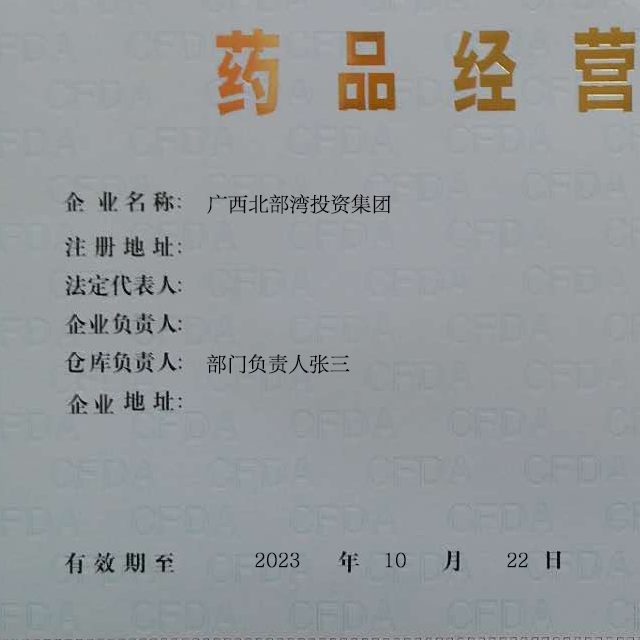 药品经营
企业名称: 广西北部湾投资集团
注册地址:
法定代表人:
企业负责人:
仓库负责人: 部门负责人张三
企业地址:
有效期至 2023 年 10 月 22 日